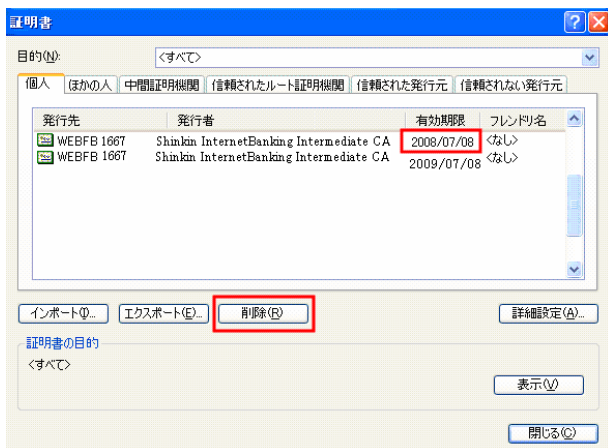 証明書
目的(N): <すべて>
個人 ほかの人 中間証明機関 信頼されたルート証明機関 信頼された発行元 信頼されない発行元
発行先 発行者 有効期限 フレンドリ名
WEBFB 1667 Shinkin InternetBanking Intermediate CA 2008/07/08 <なし>
WEBFB 1667 Shinkin InternetBanking Intermediate CA 2009/07/08 <なし>
インポート(I)... エクスポート(E)... 削除(R) 詳細設定(A)...
証明書の目的
<すべて>
表示(V)
閉じる(C)